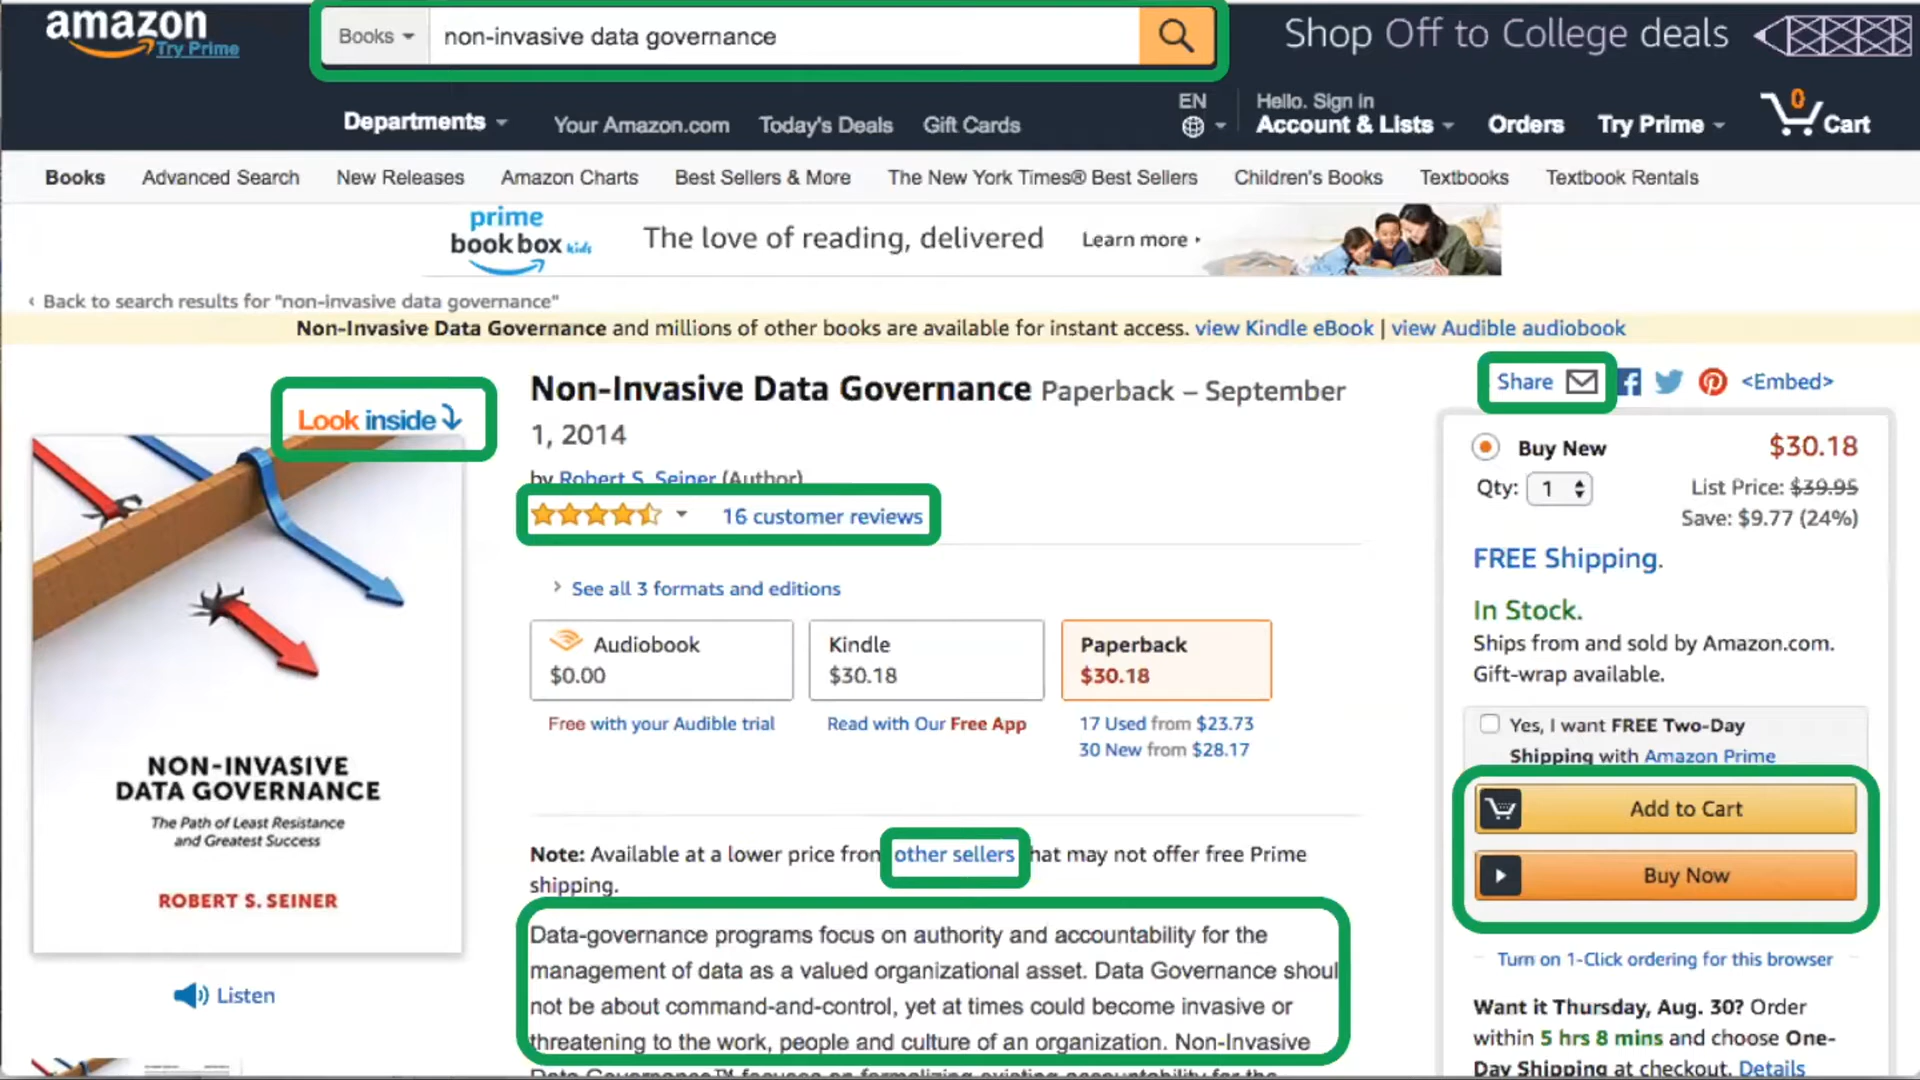 amazon
Try Prime
Books
non-invasive data governance
Shop Off to College deals
Departments
Your Amazon.com
Today's Deals
Gift Cards
EN
Hello. Sign in
Account & Lists
Orders
Try Prime
0
Cart
Books
Advanced Search
New Releases
Amazon Charts
Best Sellers & More
The New York Times® Best Sellers
Children's Books
Textbooks
Textbook Rentals
prime
book box kids
The love of reading, delivered
Learn more
‹ Back to search results for "non-invasive data governance"
Non-Invasive Data Governance and millions of other books are available for instant access. view Kindle eBook | view Audible audiobook
Look inside
NON-INVASIVE
DATA GOVERNANCE
The Path of Least Resistance
and Greatest Success
ROBERT S. SEINER
Listen
Non-Invasive Data Governance Paperback – September
1, 2014
by Robert S. Seiner (Author)
16 customer reviews
See all 3 formats and editions
Audiobook
$0.00
Free with your Audible trial
Kindle
$30.18
Read with Our Free App
Paperback
$30.18
17 Used from $23.73
30 New from $28.17
Note: Available at a lower price from other sellers that may not offer free Prime
shipping.
Data-governance programs focus on authority and accountability for the
management of data as a valued organizational asset. Data Governance shoul
not be about command-and-control, yet at times could become invasive or
threatening to the work, people and culture of an organization. Non-Invasive
Data Governance™ focuses on formalizing existing accountability for the
Share
<Embed>
Buy New
$30.18
Qty: 1
List Price: $39.95
Save: $9.77 (24%)
FREE Shipping.
In Stock.
Ships from and sold by Amazon.com.
Gift-wrap available.
Yes, I want FREE Two-Day
Shipping with Amazon Prime
Add to Cart
Buy Now
Turn on 1-Click ordering for this browser
Want it Thursday, Aug. 30? Order
within 5 hrs 8 mins and choose One-
Day Shipping at checkout. Details